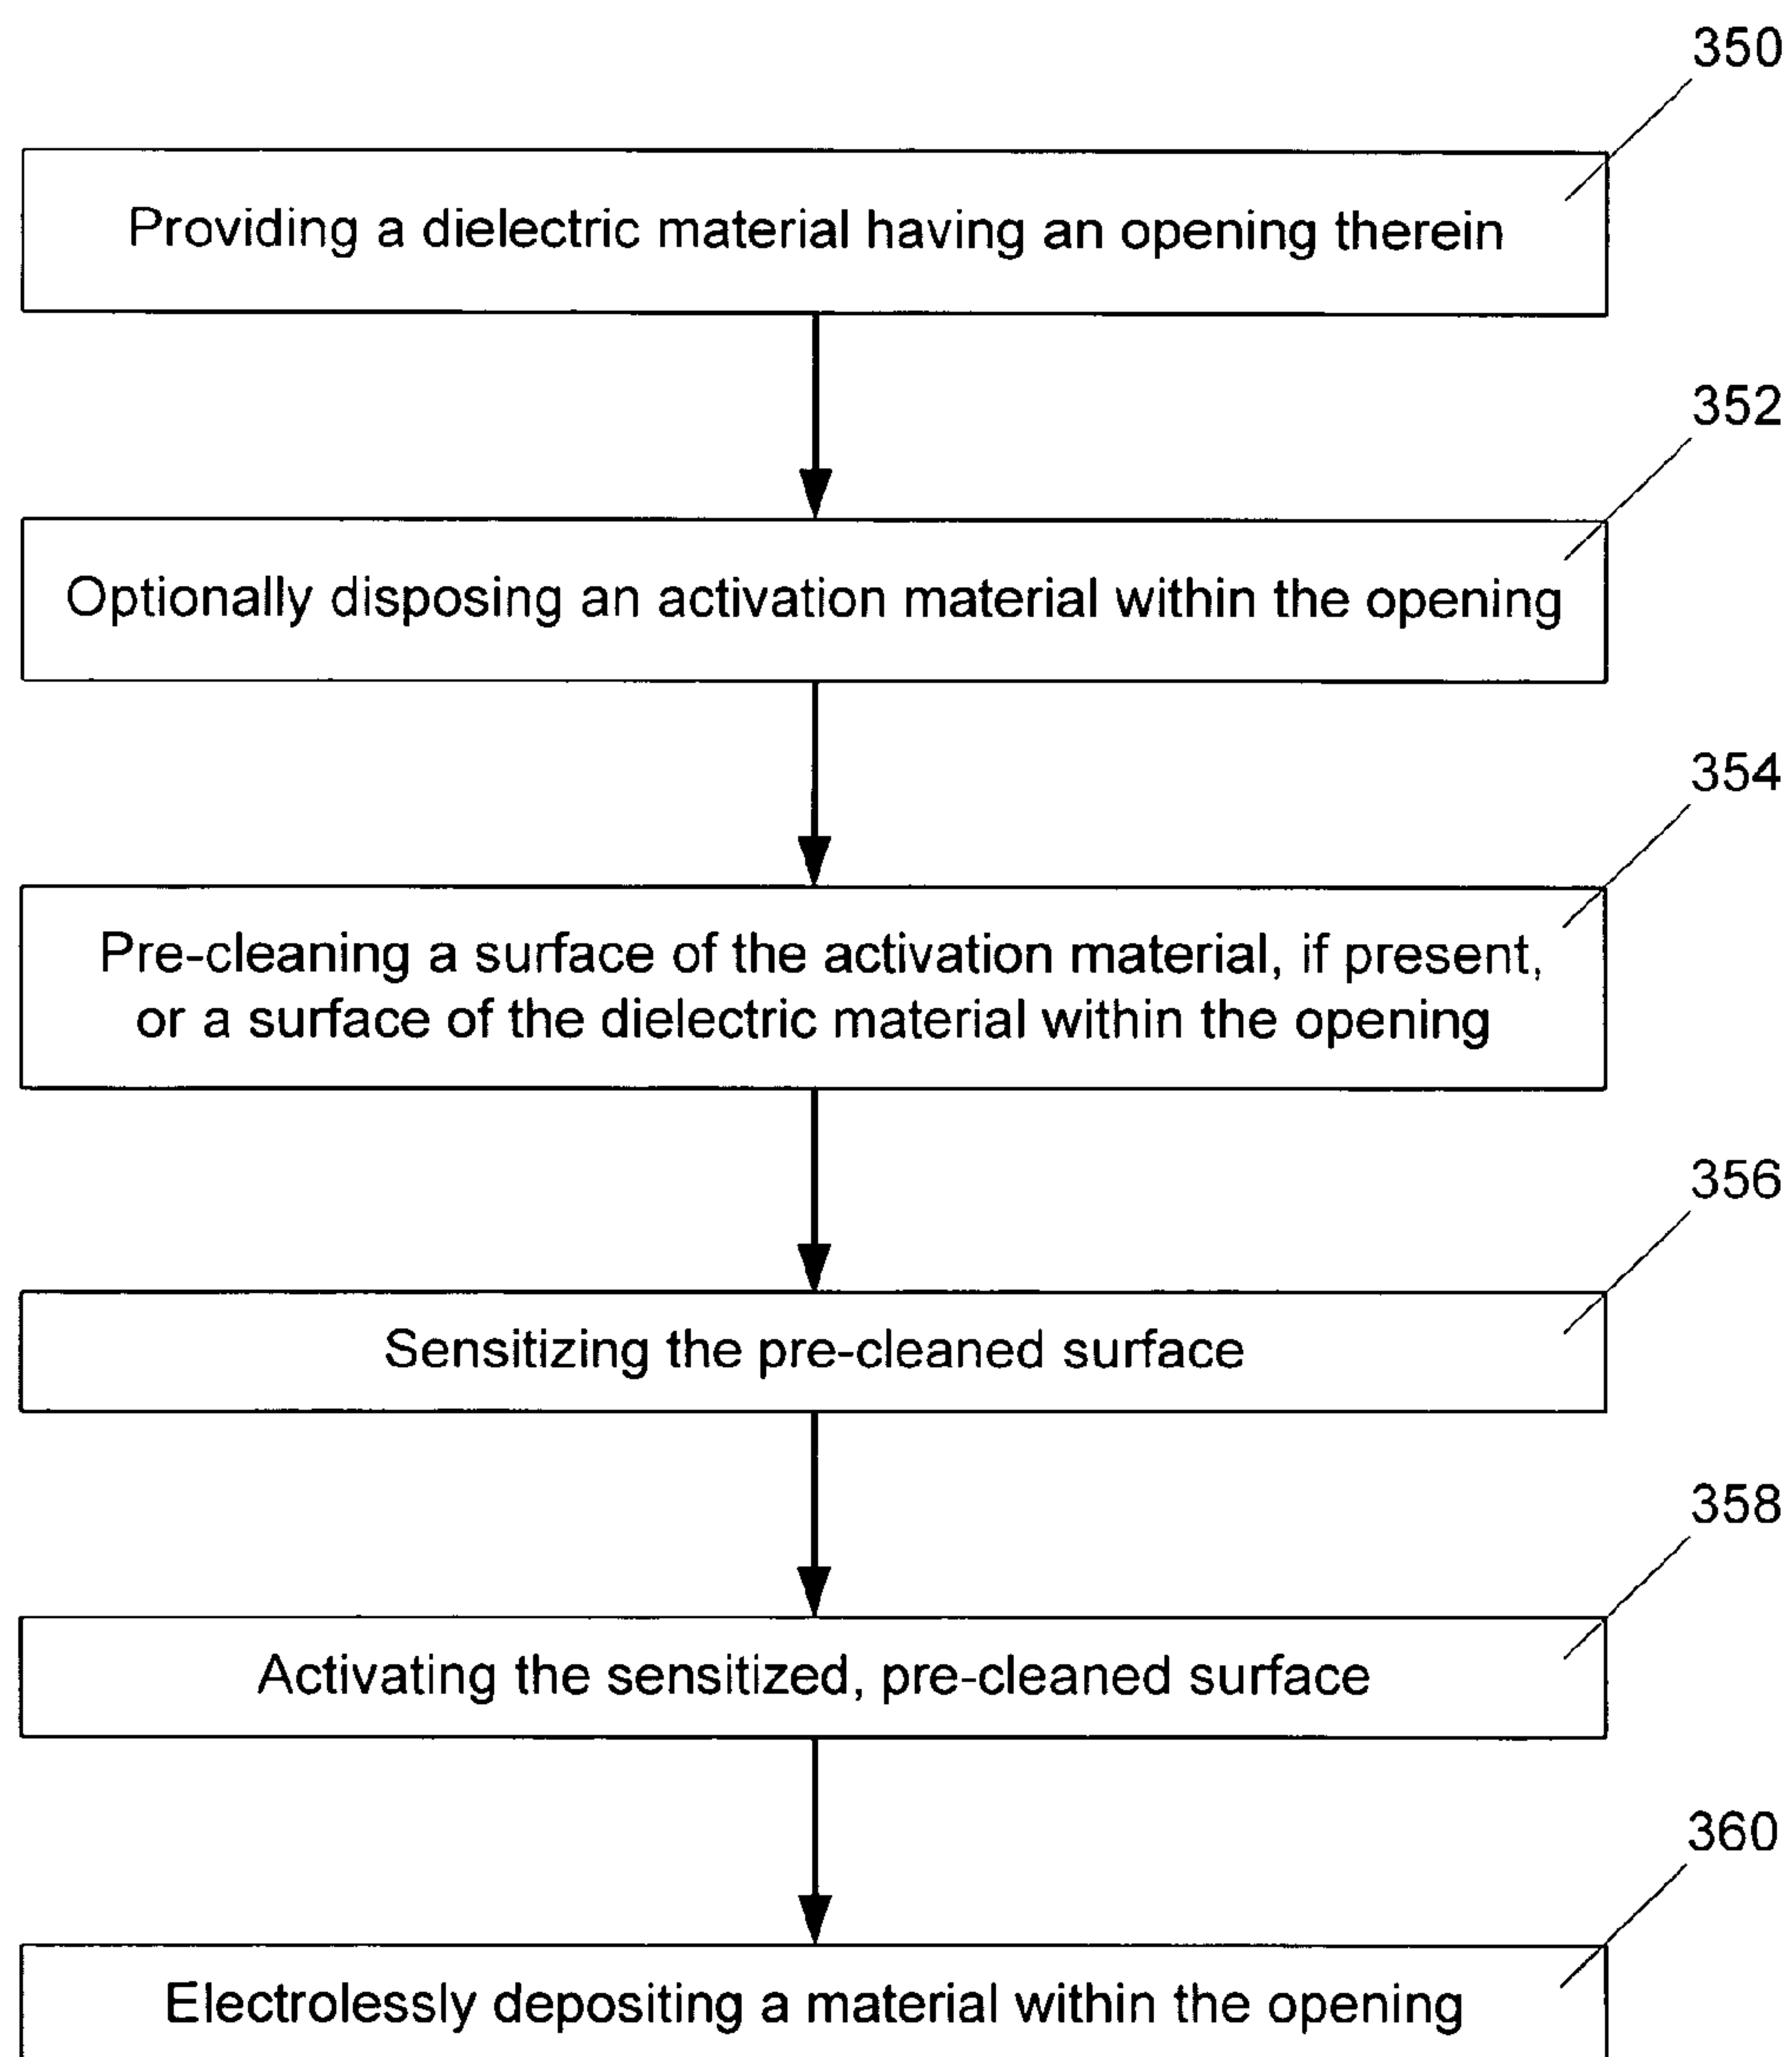 350
Providing a dielectric material having an opening therein
352
Optionally disposing an activation material within the opening
354
Pre-cleaning a surface of the activation material, if present,
or a surface of the dielectric material within the opening
356
Sensitizing the pre-cleaned surface
358
Activating the sensitized, pre-cleaned surface
360
Electrolessly depositing a material within the opening